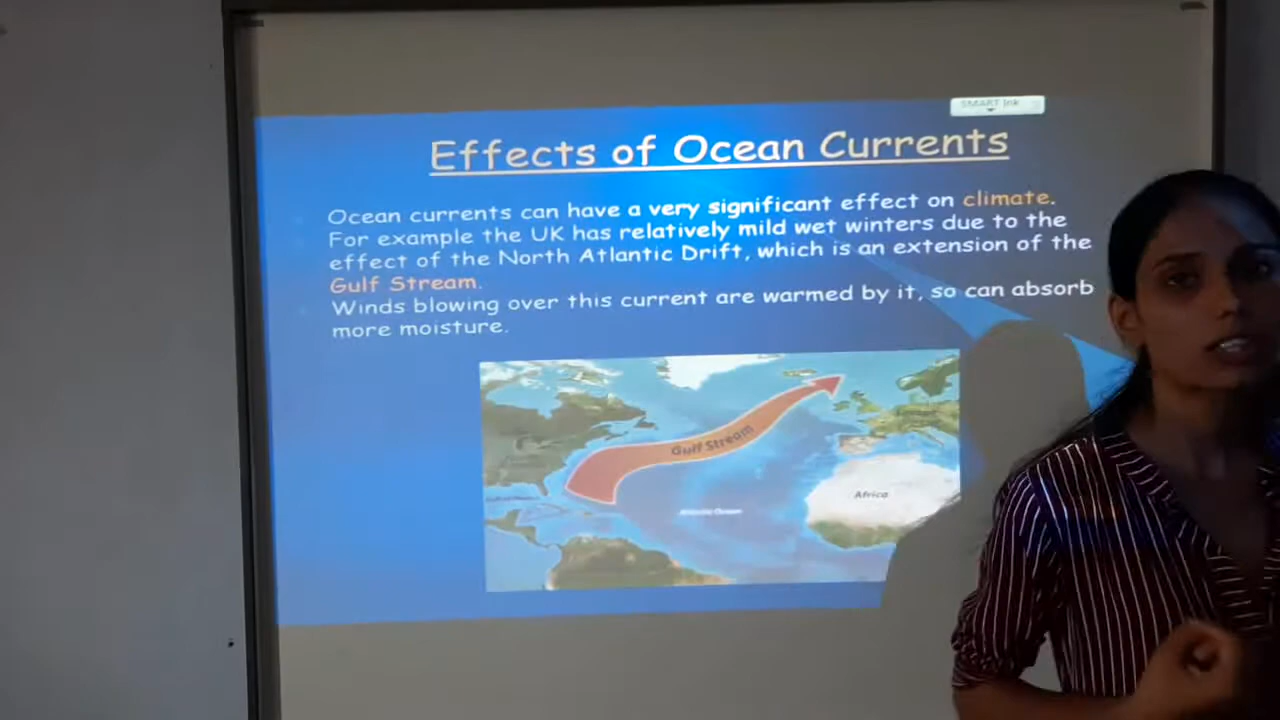 SMART Ink
Effects of Ocean Currents
Ocean currents can have a very significant effect on climate.
For example the UK has relatively mild wet winters due to the
effect of the North Atlantic Drift, which is an extension of the
Gulf Stream.
Winds blowing over this current are warmed by it, so can absorb
more moisture.
Gulf Stream
Africa
Atlantic Ocean